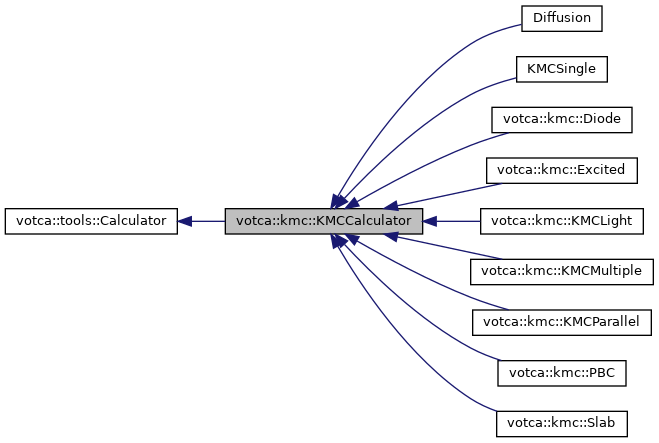 Diffusion
KMCSingle
votca::kmc::Diode
votca::kmc::Excited
votca::tools::Calculator
votca::kmc::KMCCalculator
votca::kmc::KMCLight
votca::kmc::KMCMultiple
votca::kmc::KMCParallel
votca::kmc::PBC
votca::kmc::Slab